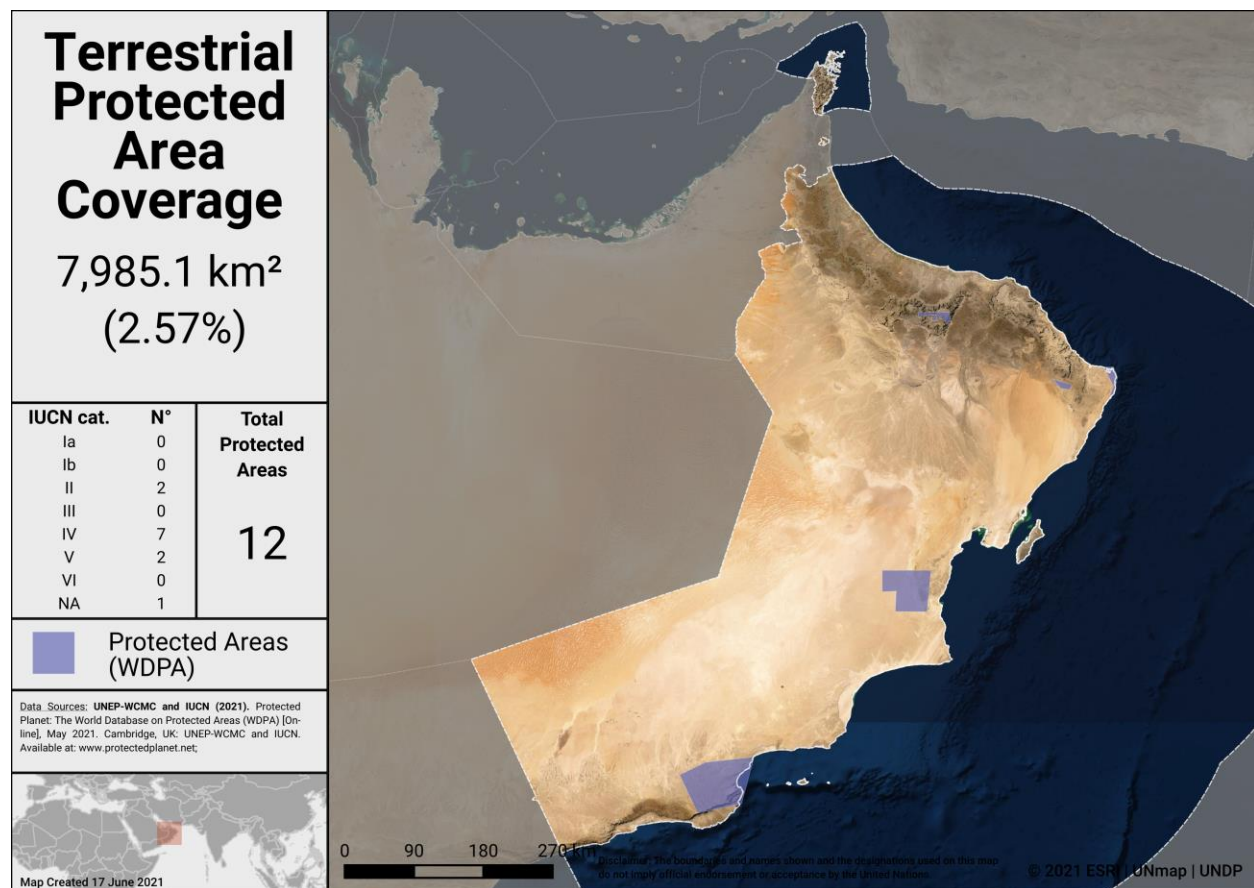 Terrestrial
Protected
Area
Coverage
7,985.1 km²
(2.57%)
IUCN cat. N°
Ia 0
Ib 0
II 2
III 0
IV 7
V 2
VI 0
NA 1
Total
Protected
Areas
12
Protected Areas
(WDPA)
Data Sources: UNEP-WCMC and IUCN (2021). Protected
Planet: The World Database on Protected Areas (WDPA) [On-
line], May 2021. Cambridge, UK: UNEP-WCMC and IUCN.
Available at: www.protectedplanet.net;
Map Created 17 June 2021
0 90 180 270 km
Disclaimer: The boundaries and names shown and the designations used on this map
do not imply official endorsement or acceptance by the United Nations.
© 2021 ESRI | UNmap | UNDP